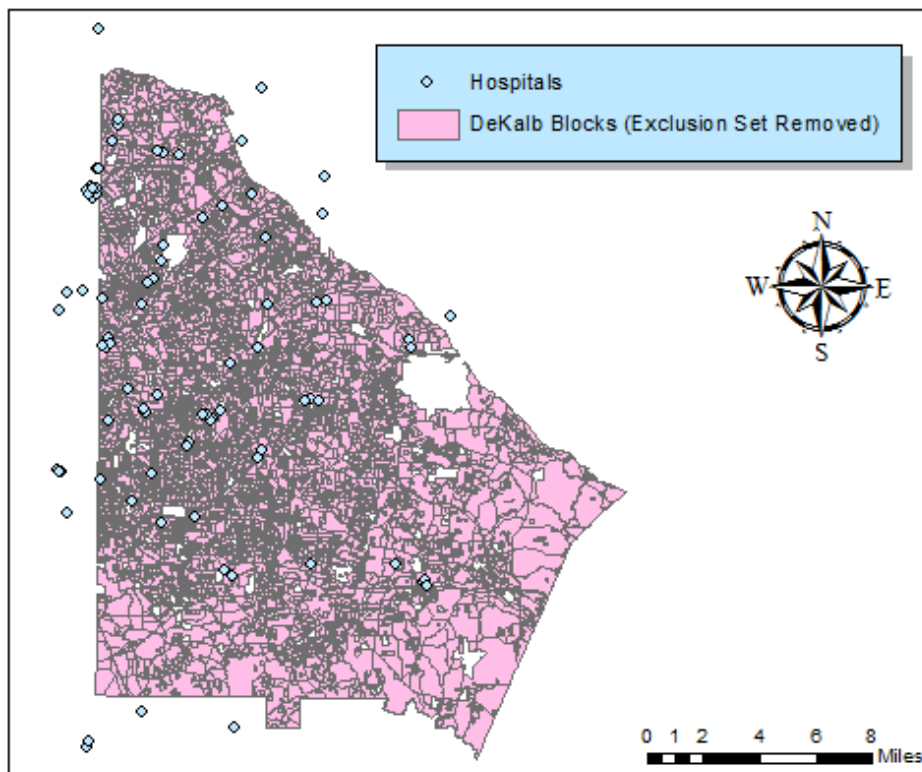 Hospitals
DeKalb Blocks (Exclusion Set Removed)
N
W E
S
0 1 2 4 6 8
Miles